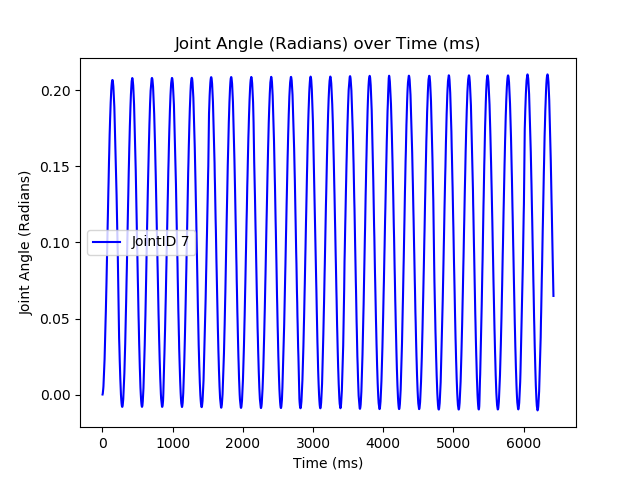 Joint Angle (Radians) over Time (ms)
0.20
0.15
0.10
0.05
0.00
Joint Angle (Radians)
JointID 7
0 1000 2000 3000 4000 5000 6000
Time (ms)